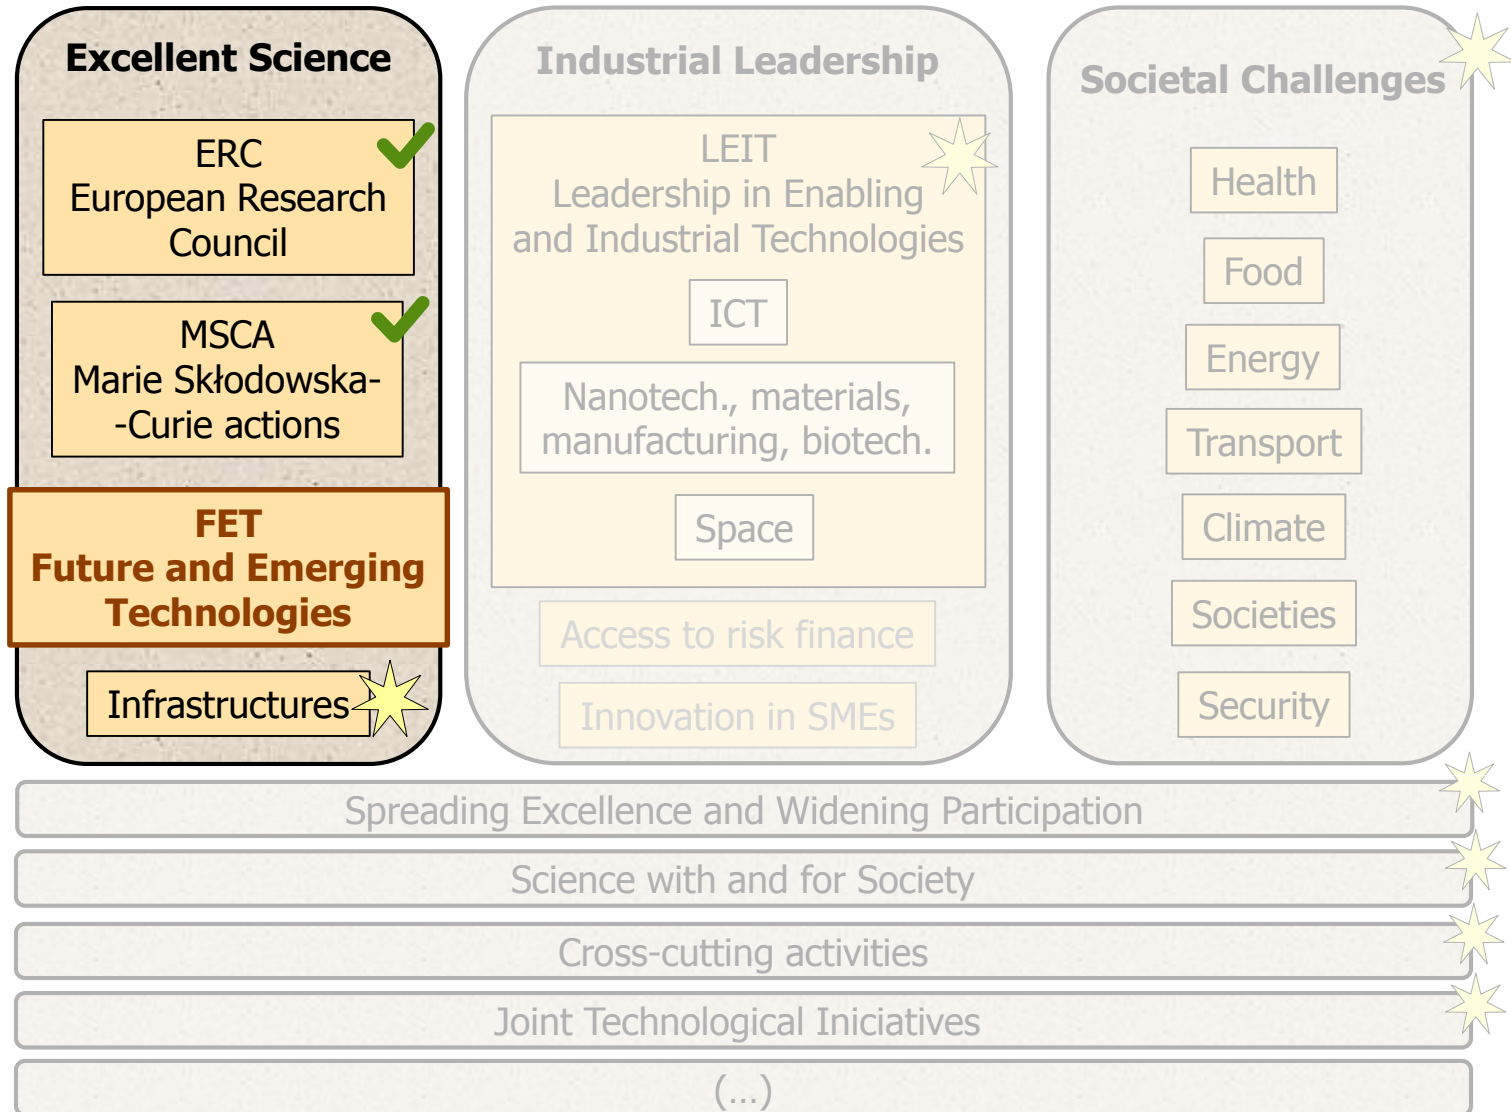 Excellent Science
ERC
European Research
Council
MSCA
Marie Skłodowska-
-Curie actions
FET
Future and Emerging
Technologies
Infrastructures
Industrial Leadership
LEIT
Leadership in Enabling
and Industrial Technologies
ICT
Nanotech., materials,
manufacturing, biotech.
Space
Access to risk finance
Innovation in SMEs
Societal Challenges
Health
Food
Energy
Transport
Climate
Societies
Security
Spreading Excellence and Widening Participation
Science with and for Society
Cross-cutting activities
Joint Technological Iniciatives
(...)